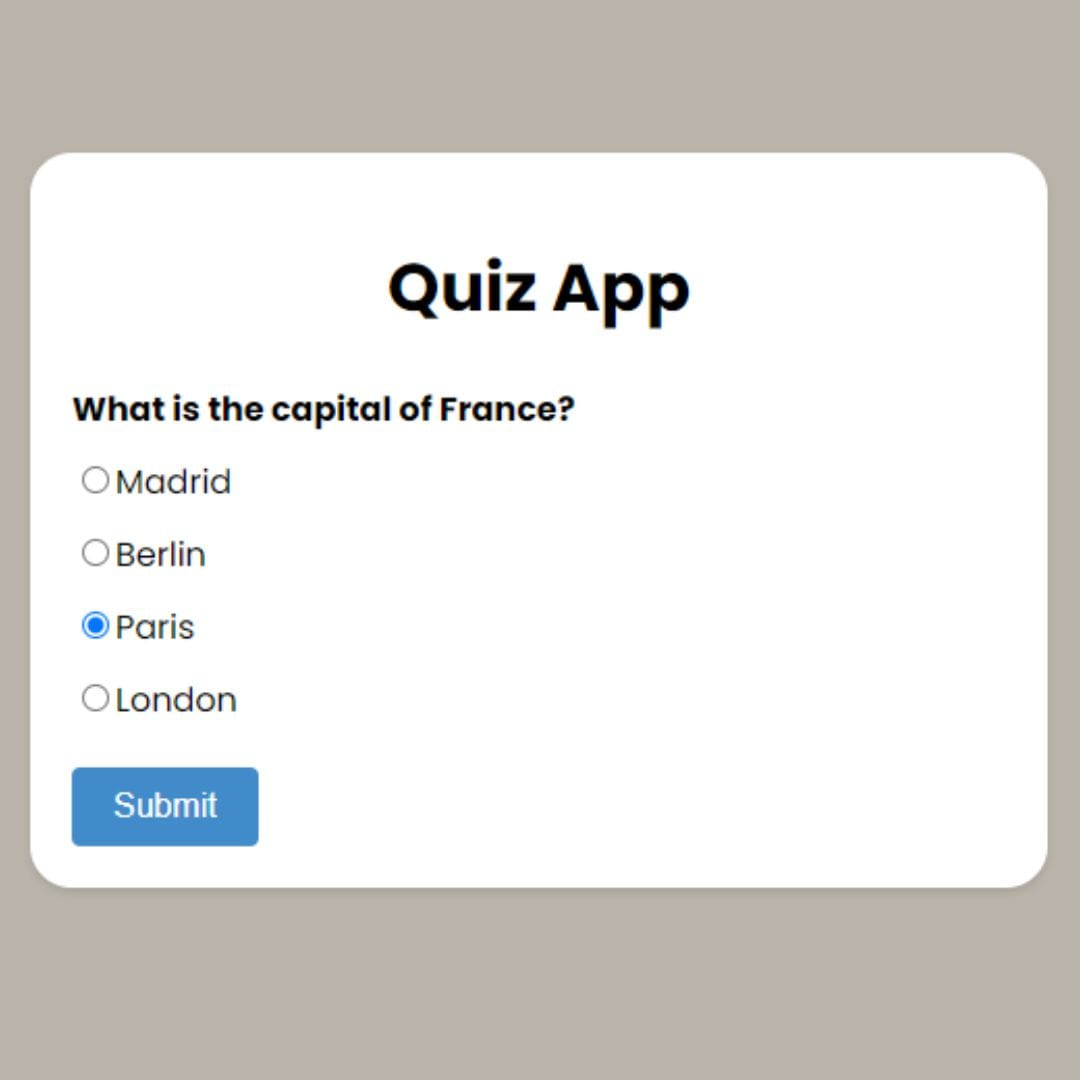 Quiz App
What is the capital of France?
Madrid
Berlin
Paris
London
Submit